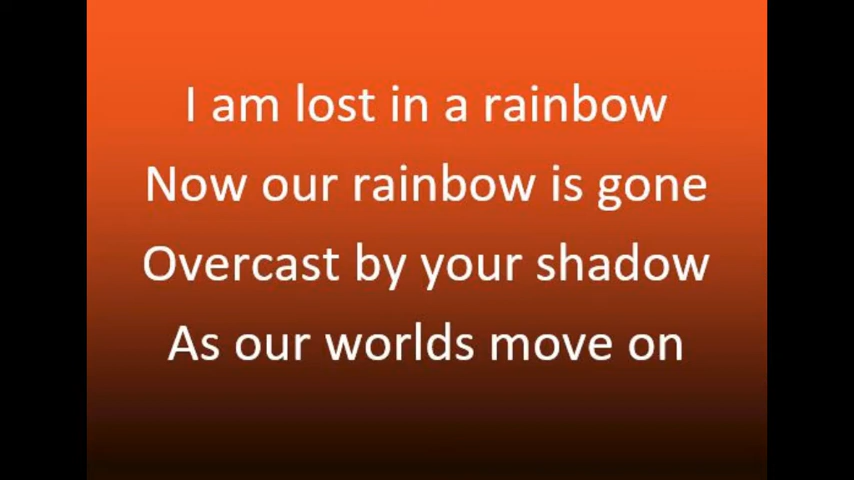 I am lost in a rainbow
Now our rainbow is gone
Overcast by your shadow
As our worlds move on